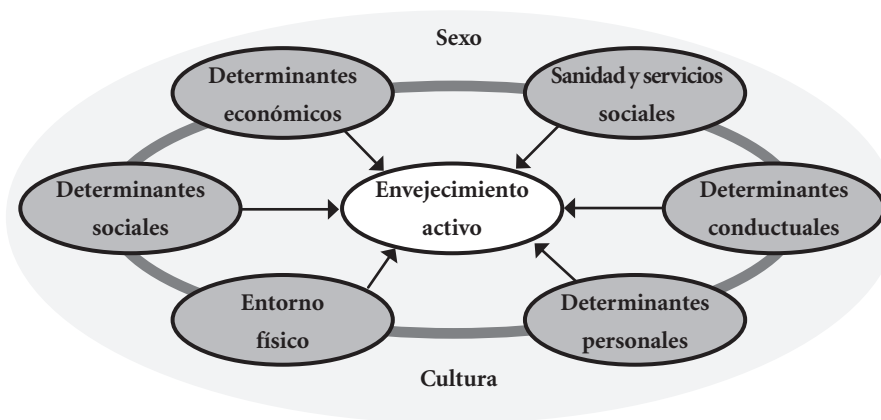 Sexo
Determinantes
económicos
Sanidad y servicios
sociales
Determinantes
sociales
Envejecimiento
activo
Determinantes
conductuales
Entorno
físico
Determinantes
personales
Cultura